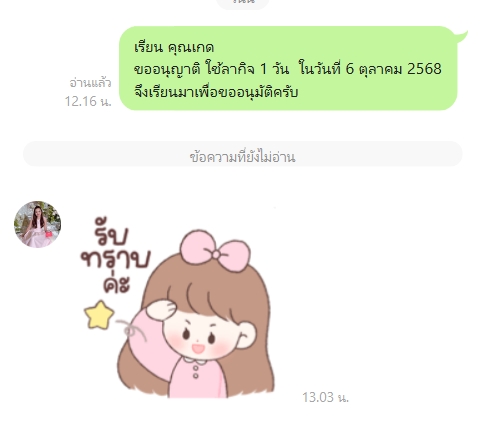 วันนี้
เรียน คุณเกด
ขออนุญาติ ใช้ลากิจ 1 วัน ในวันที่ 6 ตุลาคม 2568
จึงเรียนมาเพื่อขออนุมัติครับ
อ่านแล้ว
12.16 น.
ข้อความที่ยังไม่อ่าน
รับ
ทราบ
ค่ะ
13.03 น.